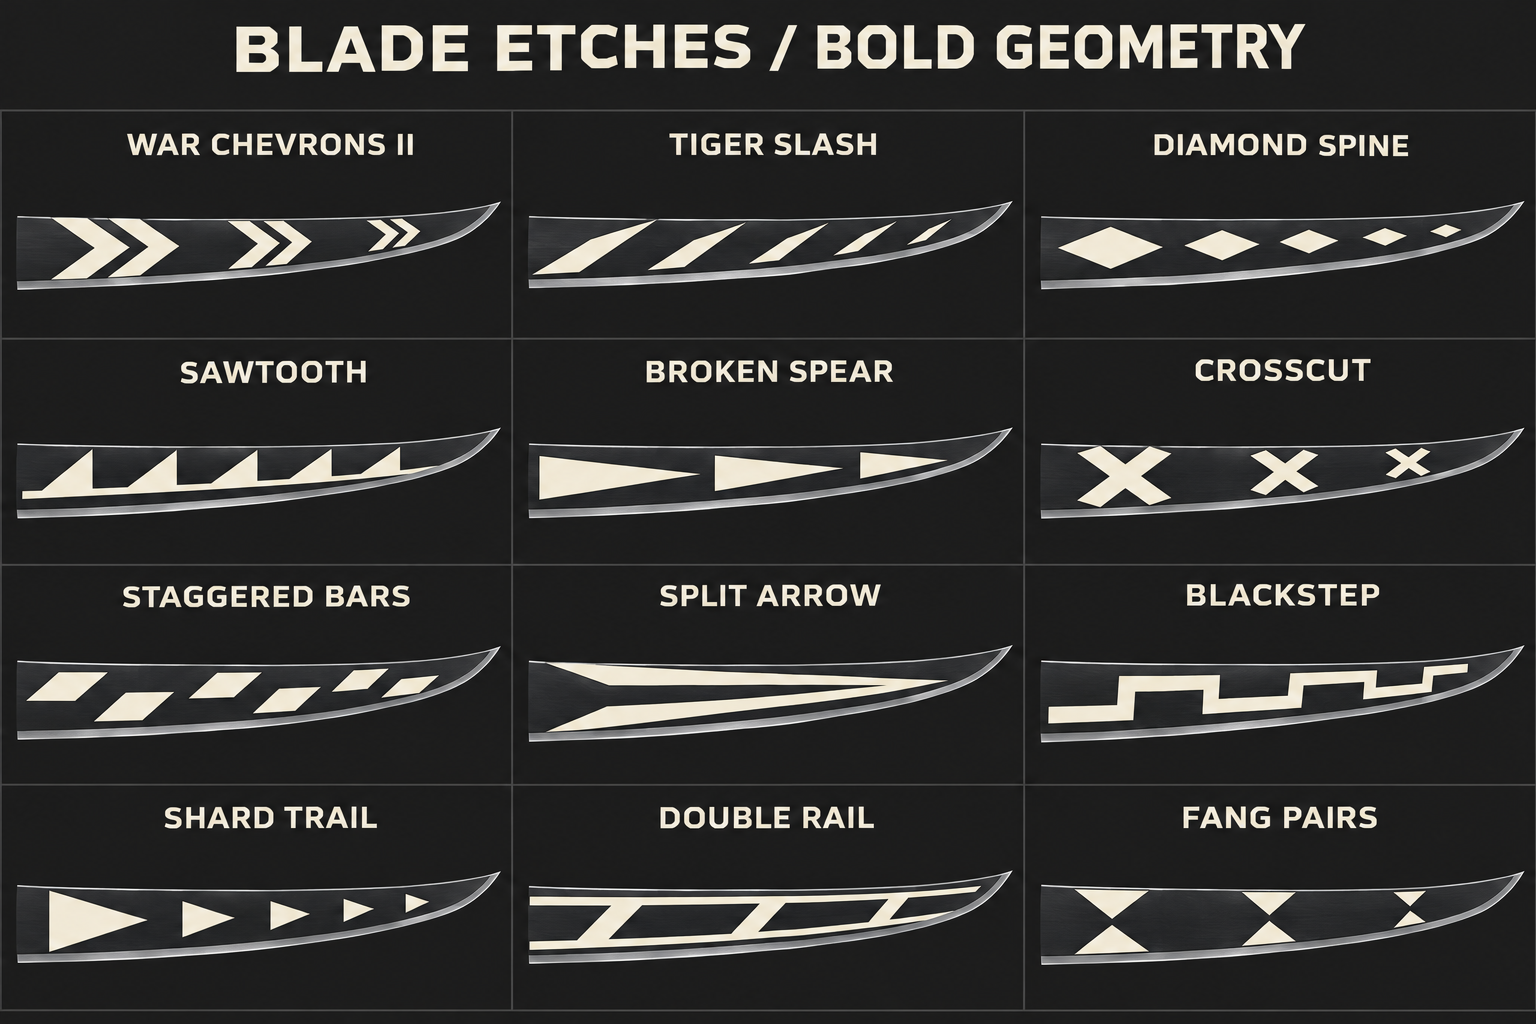 BLADE ETCHES / BOLD GEOMETRY
WAR CHEVRONS II
TIGER SLASH
DIAMOND SPINE
SAWTOOTH
BROKEN SPEAR
CROSSCUT
STAGGERED BARS
SPLIT ARROW
BLACKSTEP
SHARD TRAIL
DOUBLE RAIL
FANG PAIRS